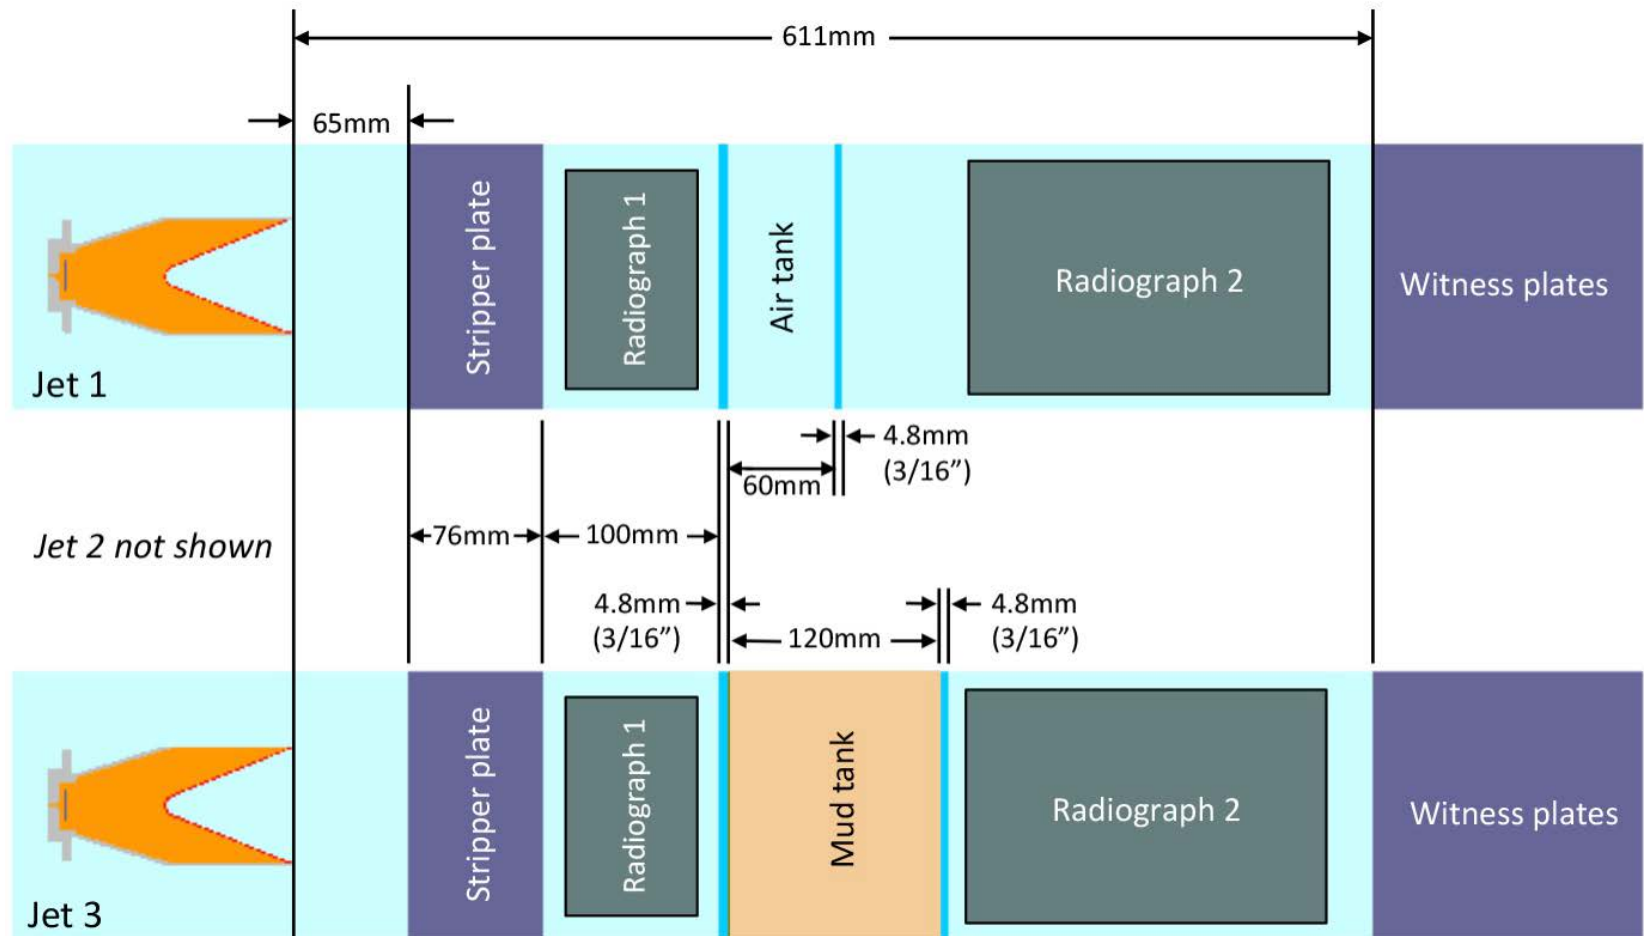 611mm
65mm
Stripper plate
Radiograph 1
Air tank
Radiograph 2
Witness plates
Jet 1
4.8mm
(3/16”)
60mm
Jet 2 not shown
76mm
100mm
4.8mm
(3/16”)
120mm
4.8mm
(3/16”)
Stripper plate
Radiograph 1
Mud tank
Radiograph 2
Witness plates
Jet 3